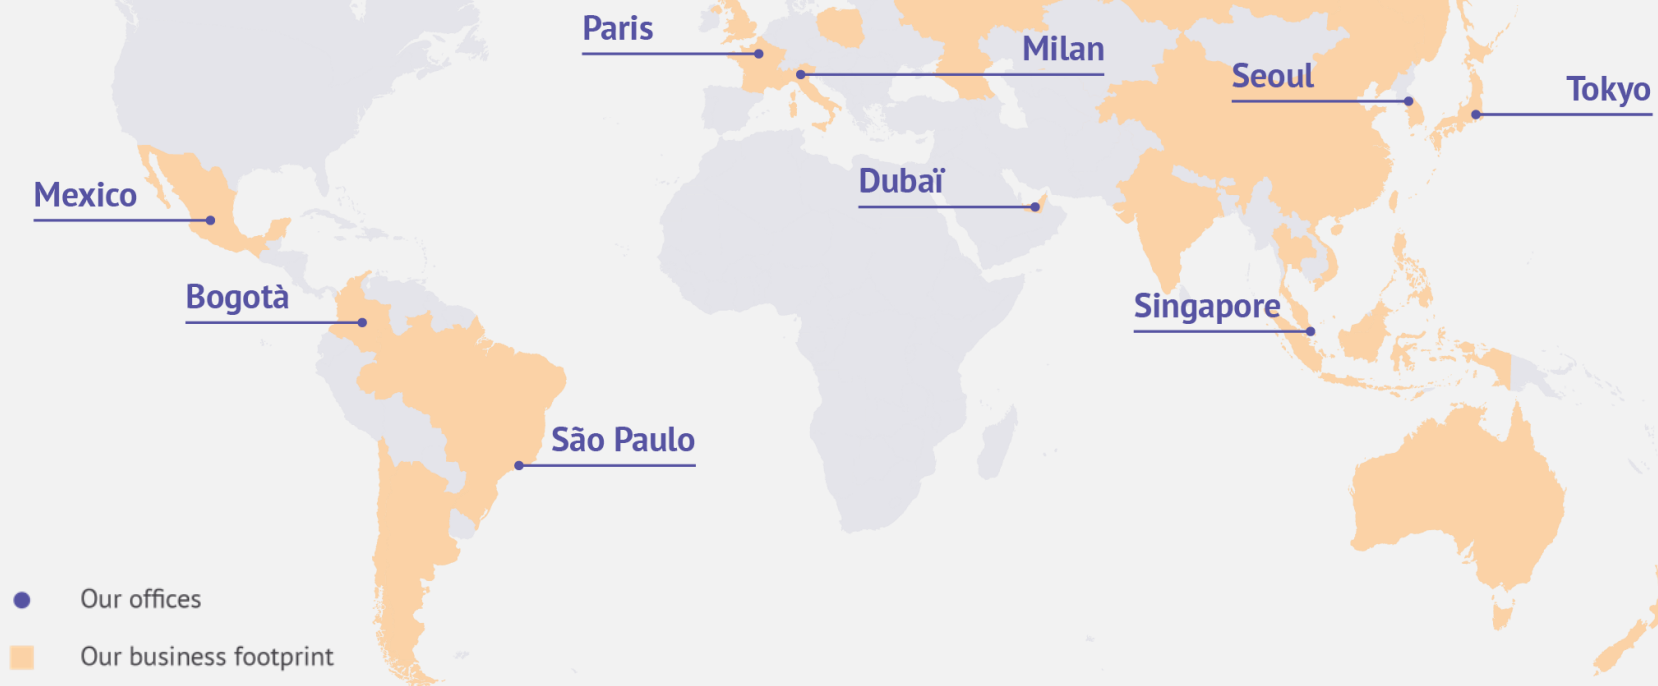 Paris
Milan
Seoul
Tokyo
Mexico
Dubaï
Bogotà
Singapore
São Paulo
Our offices
Our business footprint